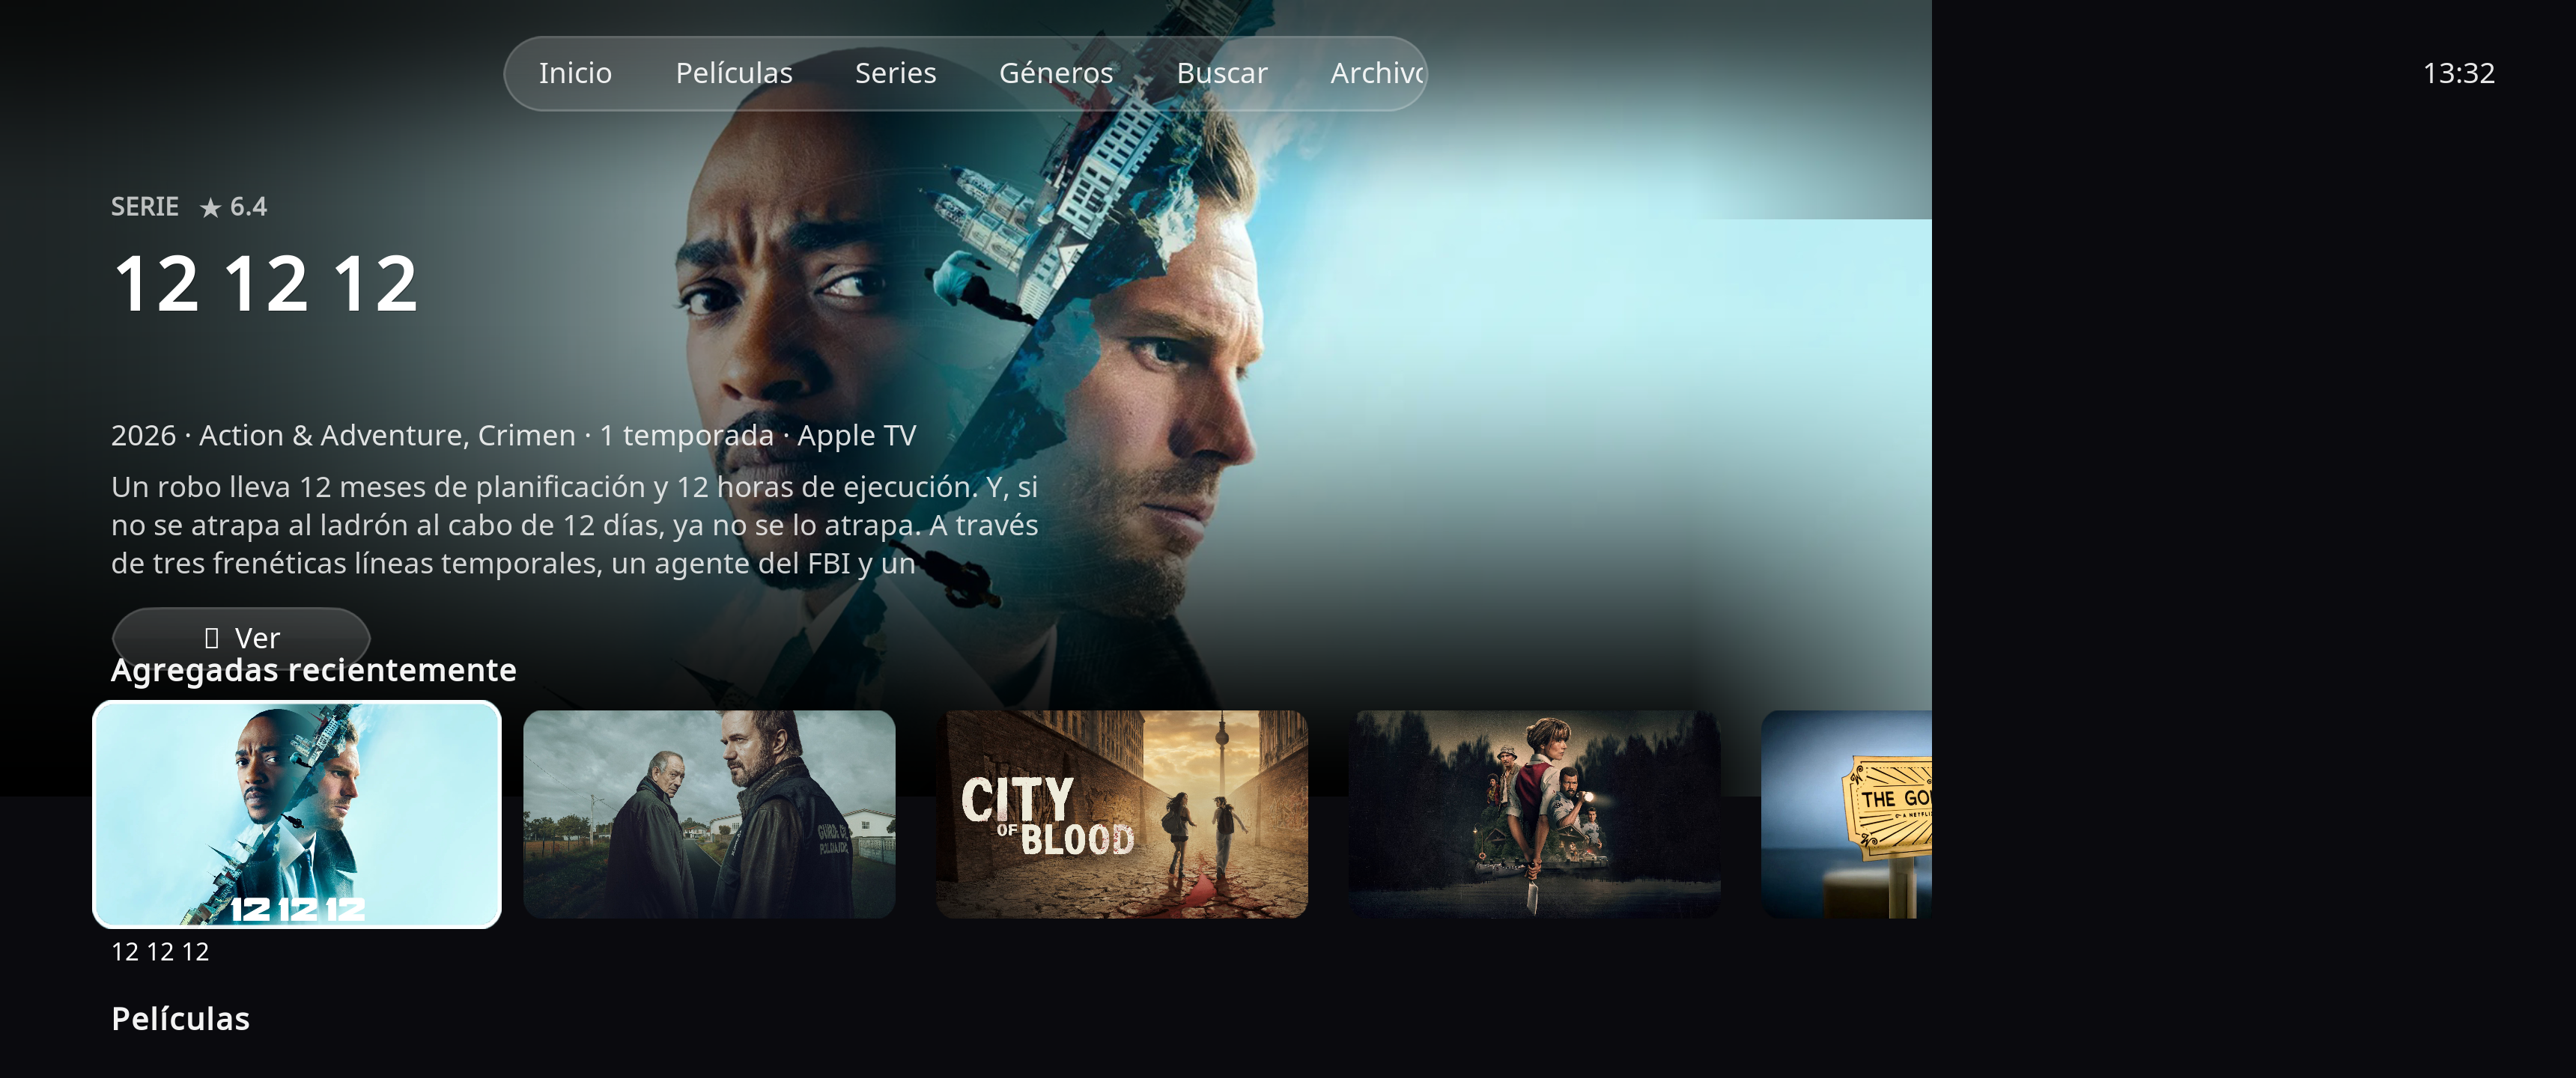 Inicio Películas Series Géneros Buscar
13:32
SERIE ★ 6.4
12 12 12
2026 · Action & Adventure, Crimen · 1 temporada · Apple TV
Un robo lleva 12 meses de planificación y 12 horas de ejecución. Y, si
no se atrapa al ladrón al cabo de 12 días, ya no se lo atrapa. A través
de tres frenéticas líneas temporales, un agente del FBI y un
Ver
Agregadas recientemente
12 12 12
CITY
OF
BLOOD
THE
12 12 12
Películas